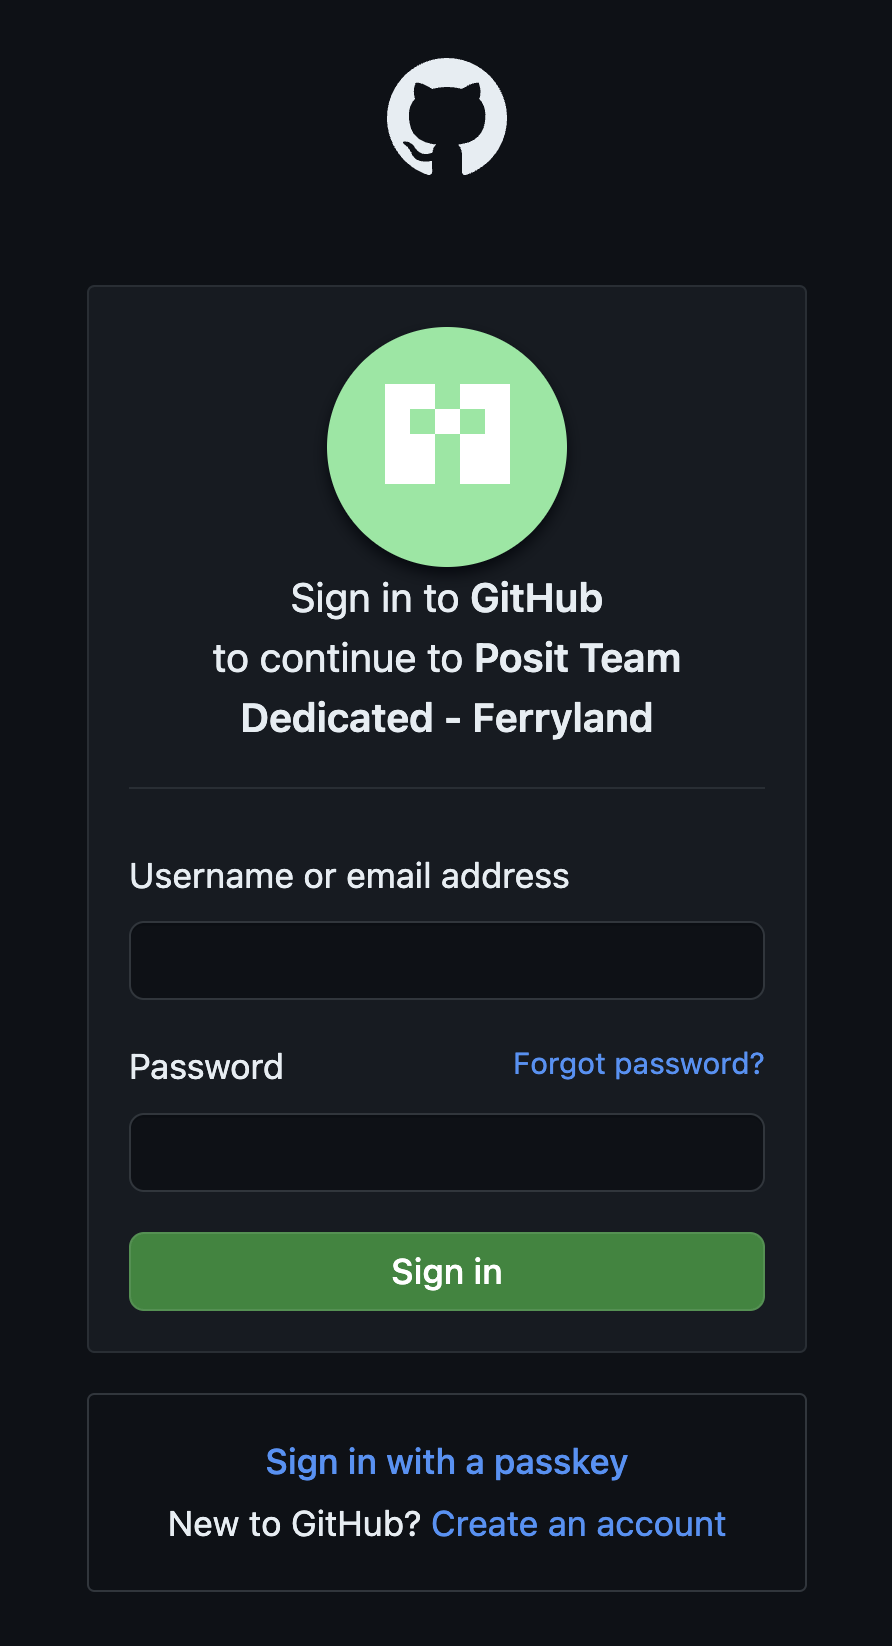 Sign in to GitHub
to continue to Posit Team
Dedicated - Ferryland
Username or email address
Password
Forgot password?
Sign in
Sign in with a passkey
New to GitHub? Create an account